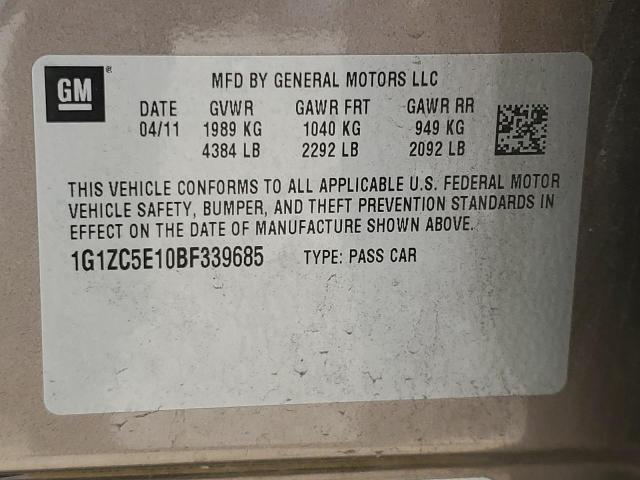 GM ®
MFD BY GENERAL MOTORS LLC
DATE GVWR GAWR FRT GAWR RR
04/11 1989 KG 1040 KG 949 KG
4384 LB 2292 LB 2092 LB
THIS VEHICLE CONFORMS TO ALL APPLICABLE U.S. FEDERAL MOTOR
VEHICLE SAFETY, BUMPER, AND THEFT PREVENTION STANDARDS IN
EFFECT ON THE DATE OF MANUFACTURE SHOWN ABOVE.
1G1ZC5E10BF339685 TYPE: PASS CAR